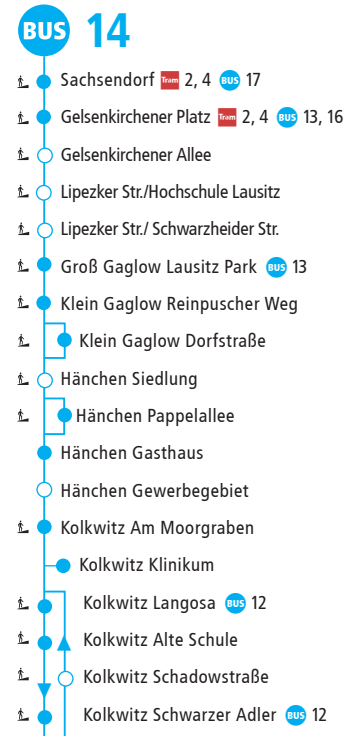 BUS 14
Sachsendorf Tram 2, 4 BUS 17
Gelsenkirchener Platz Tram 2, 4 BUS 13, 16
Gelsenkirchener Allee
Lipezker Str./Hochschule Lausitz
Lipezker Str./ Schwarzheider Str.
Groß Gaglow Lausitz Park BUS 13
Klein Gaglow Reinpuscher Weg
Klein Gaglow Dorfstraße
Hänchen Siedlung
Hänchen Pappelallee
Hänchen Gasthaus
Hänchen Gewerbegebiet
Kolkwitz Am Moorgraben
Kolkwitz Klinikum
Kolkwitz Langosa BUS 12
Kolkwitz Alte Schule
Kolkwitz Schadowstraße
Kolkwitz Schwarzer Adler BUS 12